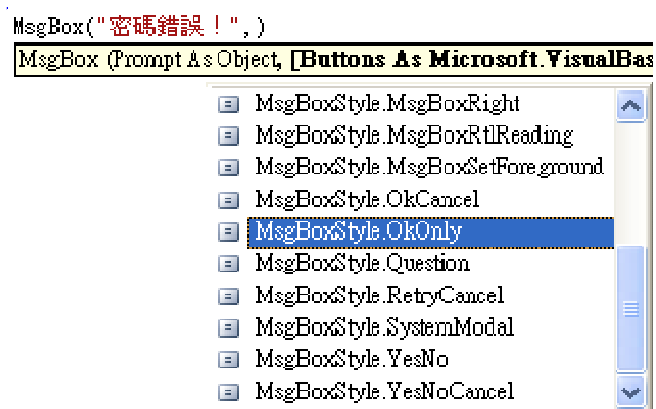 MsgBox("密碼錯誤！",)
MsgBox (Prompt As Object, [Buttons As Microsoft.VisualBas
MsgBoxStyle.MsgBoxRight
MsgBoxStyle.MsgBoxRtlReading
MsgBoxStyle.MsgBoxSetForeground
MsgBoxStyle.OkCancel
MsgBoxStyle.OkOnly
MsgBoxStyle.Question
MsgBoxStyle.RetryCancel
MsgBoxStyle.SystemModal
MsgBoxStyle.YesNo
MsgBoxStyle.YesNoCancel